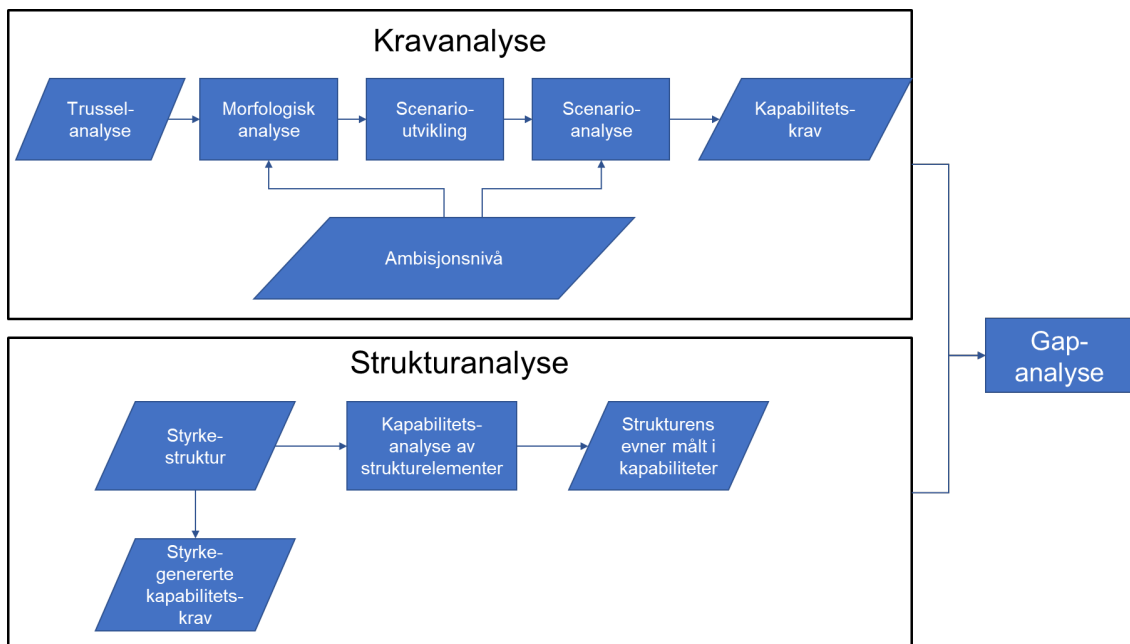 Kravanalyse
Trussel-
analyse
Morfologisk
analyse
Scenario-
utvikling
Scenario-
analyse
Kapabilitets-
krav
Ambisjonsnivå
Strukturanalyse
Styrke-
struktur
Kapabilitets-
analyse av
strukturelementer
Strukturens
evner målt i
kapabiliteter
Styrke-
genererte
kapabilitets-
krav
Gap-
analyse